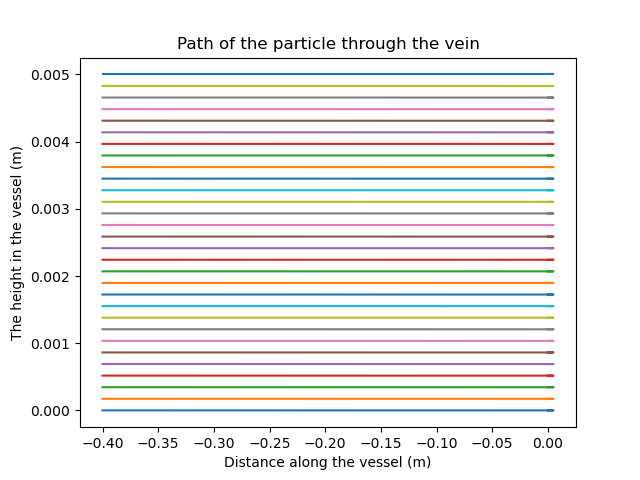 Path of the particle through the vein
The height in the vessel (m)
0.005
0.004
0.003
0.002
0.001
0.000
−0.40 −0.35 −0.30 −0.25 −0.20 −0.15 −0.10 −0.05 0.00
Distance along the vessel (m)